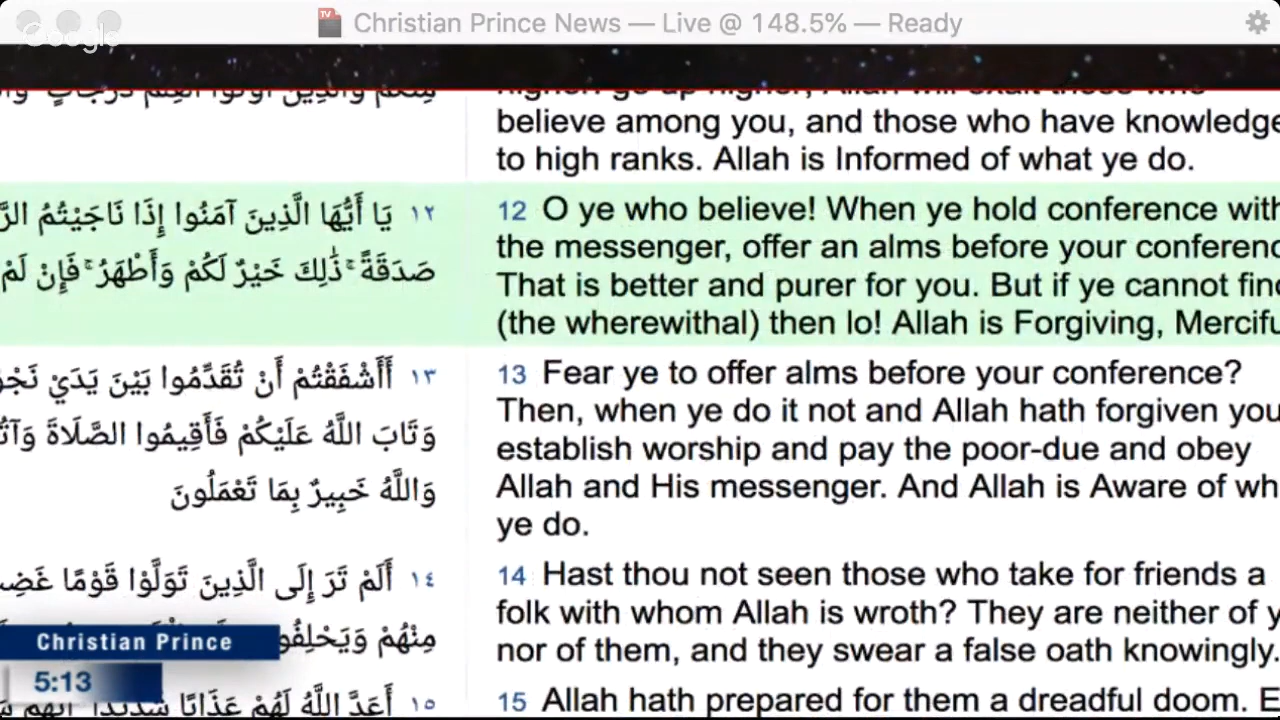 Christian Prince News — Live @ 148.5% — Ready
Google
believe among you, and those who have knowledge
to high ranks. Allah is Informed of what ye do.
١٢ يَا أَيُّهَا الَّذِينَ آمَنُوا إِذَا نَاجَيْتُمُ
صَدَقَةً ۚ ذَٰلِكَ خَيْرٌ لَكُمْ وَأَطْهَرُ ۚ فَإِنْ لَمْ
12 O ye who believe! When ye hold conference with
the messenger, offer an alms before your conferenc
That is better and purer for you. But if ye cannot find
(the wherewithal) then lo! Allah is Forgiving, Merciful
١٣ أَأَشْفَقْتُمْ أَنْ تُقَدِّمُوا بَيْنَ يَدَيْ
وَتَابَ اللَّهُ عَلَيْكُمْ فَأَقِيمُوا الصَّلَاةَ
وَاللَّهُ خَبِيرٌ بِمَا تَعْمَلُونَ
13 Fear ye to offer alms before your conference?
Then, when ye do it not and Allah hath forgiven you
establish worship and pay the poor-due and obey
Allah and His messenger. And Allah is Aware of wh
ye do.
١٤ أَلَمْ تَرَ إِلَى الَّذِينَ تَوَلَّوْا قَوْمًا
مِنْهُمْ وَيَحْلِفُو
14 Hast thou not seen those who take for friends a
folk with whom Allah is wroth? They are neither of y
nor of them, and they swear a false oath knowingly.
١٥ أَعَدَّ اللَّهُ لَهُمْ عَذَابًا شَدِيدًا
15 Allah hath prepared for them a dreadful doom. E
Christian Prince
5:13